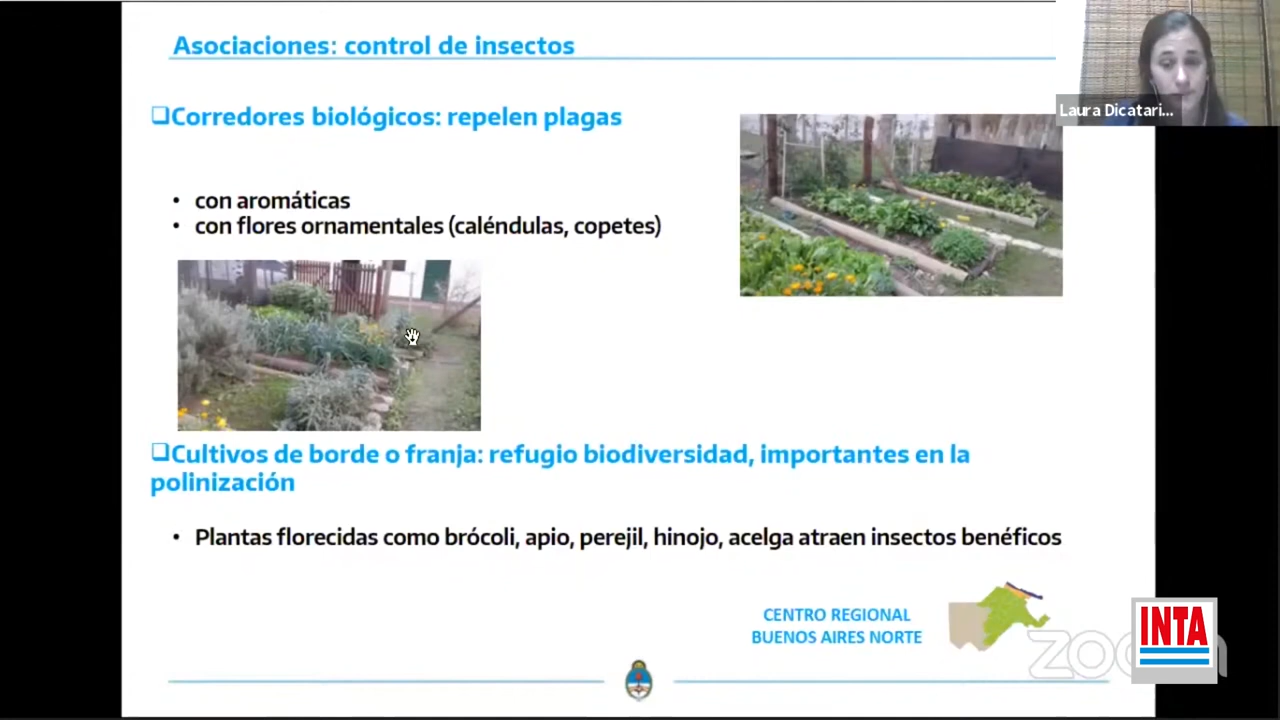 Asociaciones: control de insectos
Laura Dicatari...
❑Corredores biológicos: repelen plagas
• con aromáticas
• con flores ornamentales (caléndulas, copetes)
❑Cultivos de borde o franja: refugio biodiversidad, importantes en la
polinización
• Plantas florecidas como brócoli, apio, perejil, hinojo, acelga atraen insectos benéficos
CENTRO REGIONAL
BUENOS AIRES NORTE
zoom
INTA